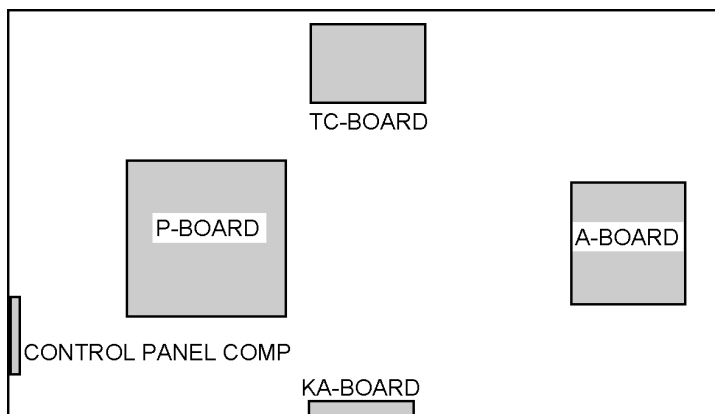 TC-BOARD
P-BOARD
A-BOARD
CONTROL PANEL COMP
KA-BOARD